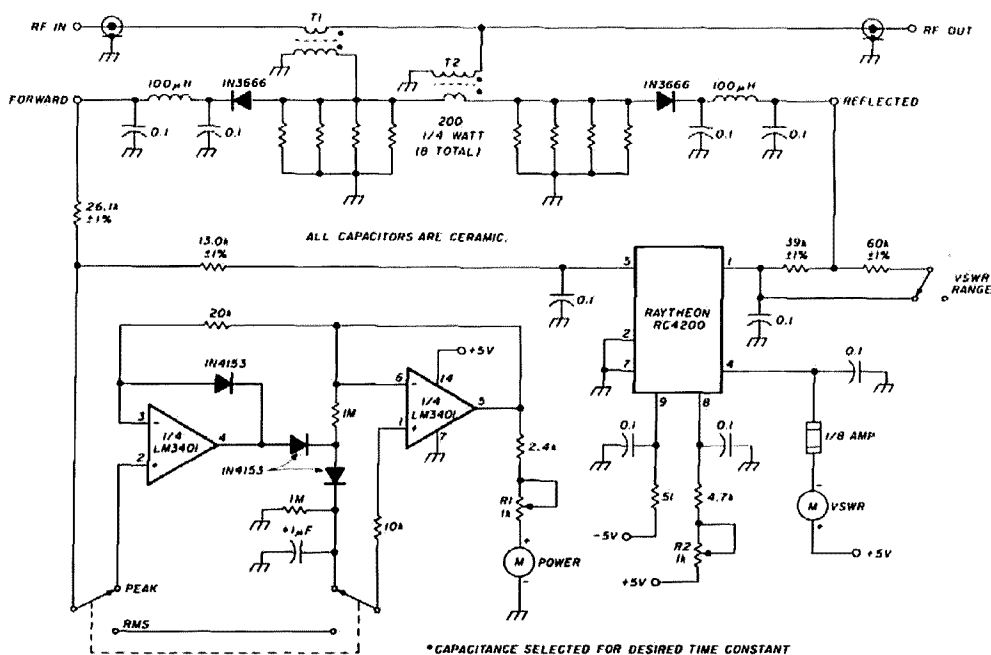 RF IN
T1
RF OUT
T2
FORWARD
100μH
1N3666
1N3666
100μH
REFLECTED
0.1
0.1
200
1/4 WATT
(8 TOTAL)
0.1
0.1
26.1k
±1%
13.0k
±1%
ALL CAPACITORS ARE CERAMIC.
5
1
39k
±1%
60k
±1%
VSWR
RANGE
0.1
RAYTHEON
RC4200
0.1
20k
2
7
4
0.1
1N4153
+5V
6
14
1/4
LM3401
5
1
7
9
8
3
1/4
LM3401
4
2
1M
0.1
0.1
1/8 AMP
1N4153
2.4k
51
4.7k
1M
10k
R1
1k
-5V
R2
1k
M
VSWR
+1μF
M
POWER
+5V
+5V
PEAK
RMS
*CAPACITANCE SELECTED FOR DESIRED TIME CONSTANT